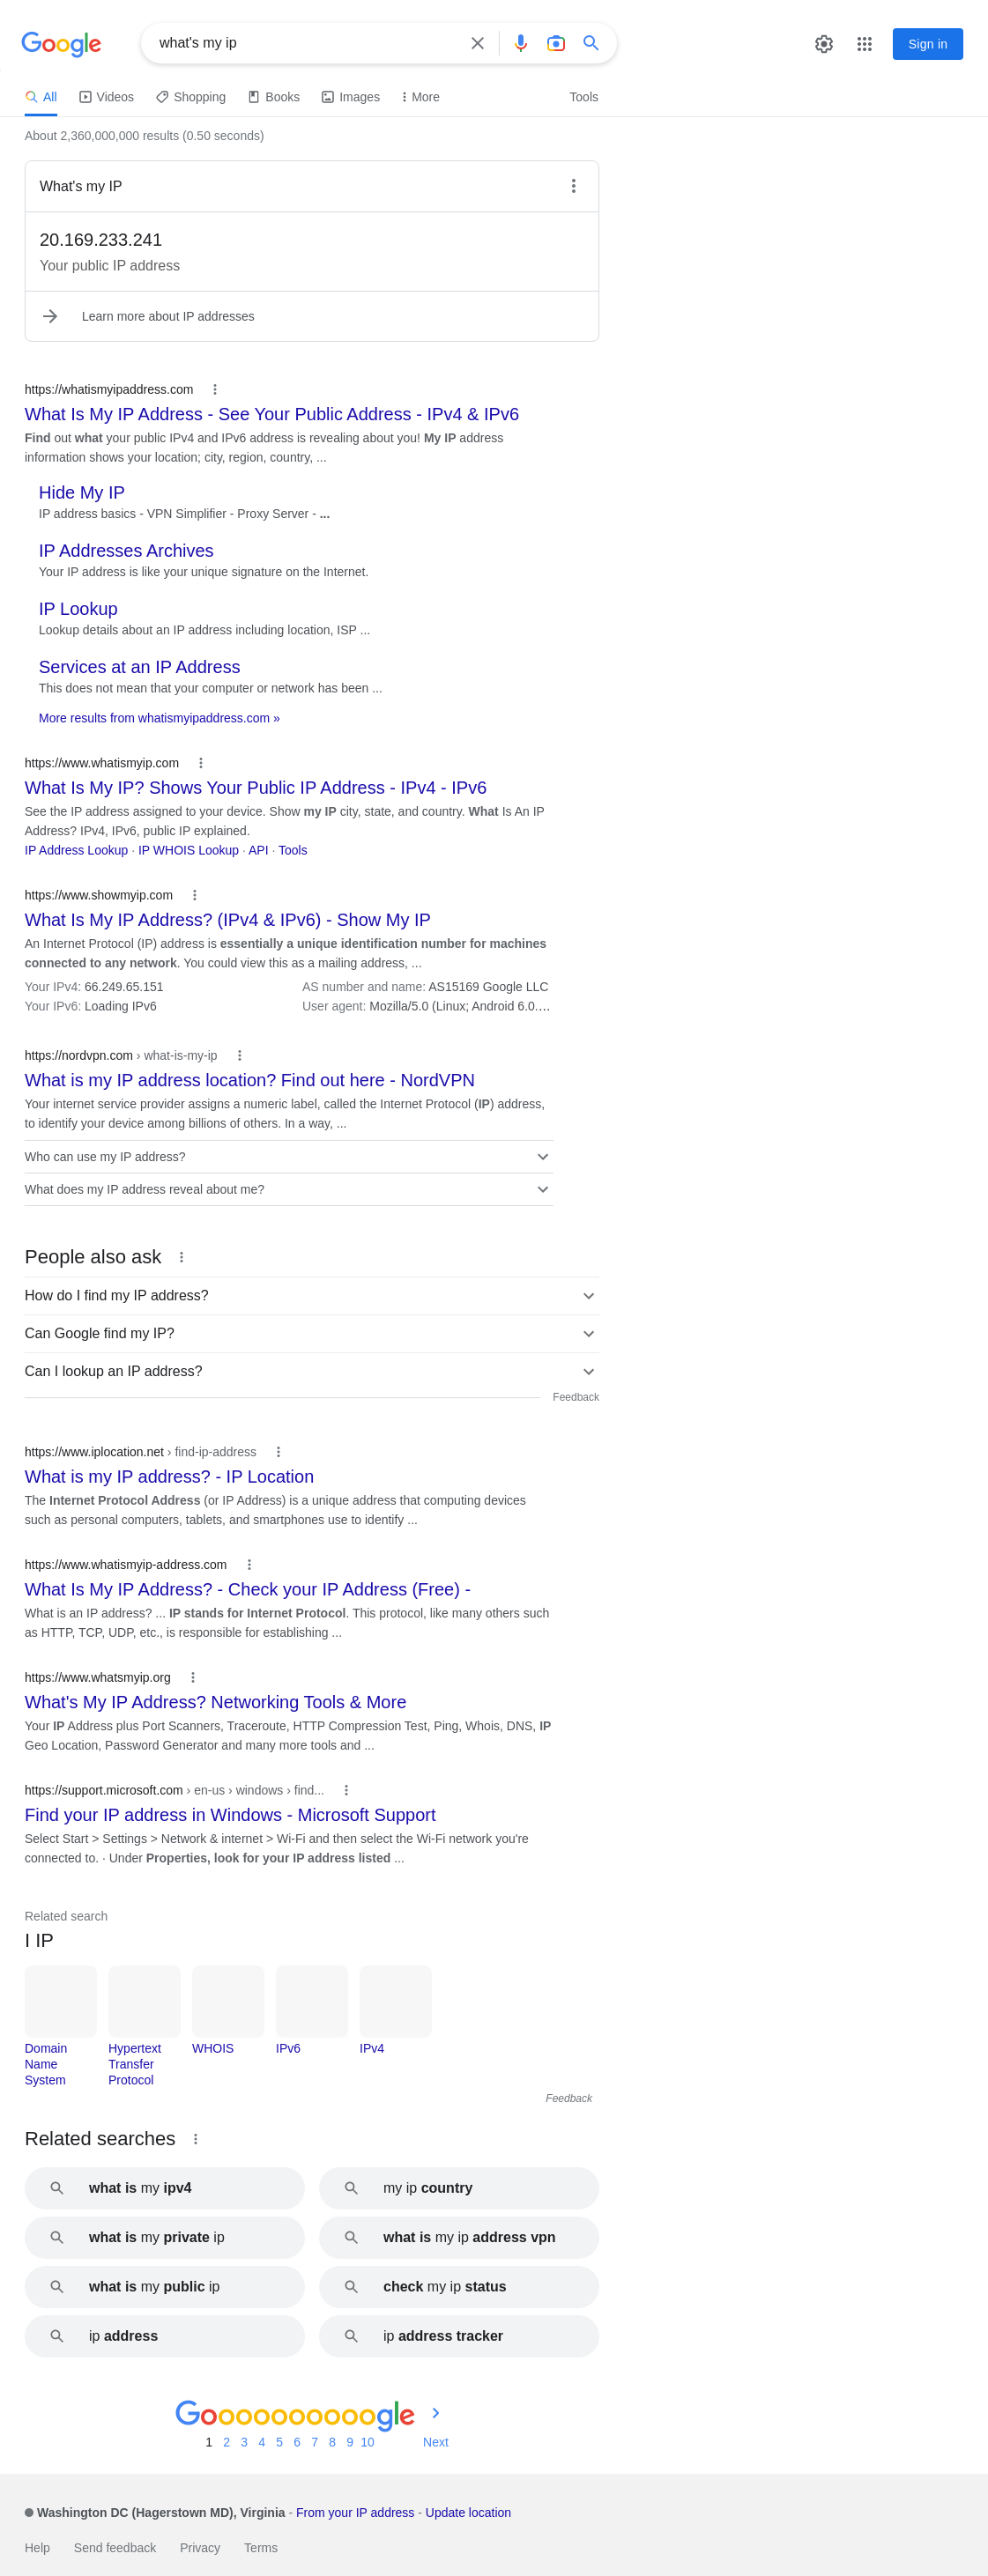 Google
what's my ip
Sign in
All Videos Shopping Books Images More Tools
About 2,360,000,000 results (0.50 seconds)
What's my IP
20.169.233.241
Your public IP address
Learn more about IP addresses
https://whatismyipaddress.com
What Is My IP Address - See Your Public Address - IPv4 & IPv6
Find out what your public IPv4 and IPv6 address is revealing about you! My IP address
information shows your location; city, region, country, ...
Hide My IP
IP address basics - VPN Simplifier - Proxy Server - ...
IP Addresses Archives
Your IP address is like your unique signature on the Internet.
IP Lookup
Lookup details about an IP address including location, ISP ...
Services at an IP Address
This does not mean that your computer or network has been ...
More results from whatismyipaddress.com »
https://www.whatismyip.com
What Is My IP? Shows Your Public IP Address - IPv4 - IPv6
See the IP address assigned to your device. Show my IP city, state, and country. What Is An IP
Address? IPv4, IPv6, public IP explained.
IP Address Lookup · IP WHOIS Lookup · API · Tools
https://www.showmyip.com
What Is My IP Address? (IPv4 & IPv6) - Show My IP
An Internet Protocol (IP) address is essentially a unique identification number for machines
connected to any network. You could view this as a mailing address, ...
Your IPv4: 66.249.65.151 AS number and name: AS15169 Google LLC
Your IPv6: Loading IPv6 User agent: Mozilla/5.0 (Linux; Android 6.0....
https://nordvpn.com › what-is-my-ip
What is my IP address location? Find out here - NordVPN
Your internet service provider assigns a numeric label, called the Internet Protocol (IP) address,
to identify your device among billions of others. In a way, ...
Who can use my IP address?
What does my IP address reveal about me?
People also ask
How do I find my IP address?
Can Google find my IP?
Can I lookup an IP address?
Feedback
https://www.iplocation.net › find-ip-address
What is my IP address? - IP Location
The Internet Protocol Address (or IP Address) is a unique address that computing devices
such as personal computers, tablets, and smartphones use to identify ...
https://www.whatismyip-address.com
What Is My IP Address? - Check your IP Address (Free) -
What is an IP address? ... IP stands for Internet Protocol. This protocol, like many others such
as HTTP, TCP, UDP, etc., is responsible for establishing ...
https://www.whatsmyip.org
What's My IP Address? Networking Tools & More
Your IP Address plus Port Scanners, Traceroute, HTTP Compression Test, Ping, Whois, DNS, IP
Geo Location, Password Generator and many more tools and ...
https://support.microsoft.com › en-us › windows › find...
Find your IP address in Windows - Microsoft Support
Select Start > Settings > Network & internet > Wi-Fi and then select the Wi-Fi network you're
connected to. · Under Properties, look for your IP address listed ...
Related search
I IP
Domain Name System
Hypertext Transfer Protocol
WHOIS
IPv6
IPv4
Feedback
Related searches
what is my ipv4
my ip country
what is my private ip
what is my ip address vpn
what is my public ip
check my ip status
ip address
ip address tracker
Goooooooooogle
1 2 3 4 5 6 7 8 9 10 Next
Washington DC (Hagerstown MD), Virginia - From your IP address - Update location
Help Send feedback Privacy Terms